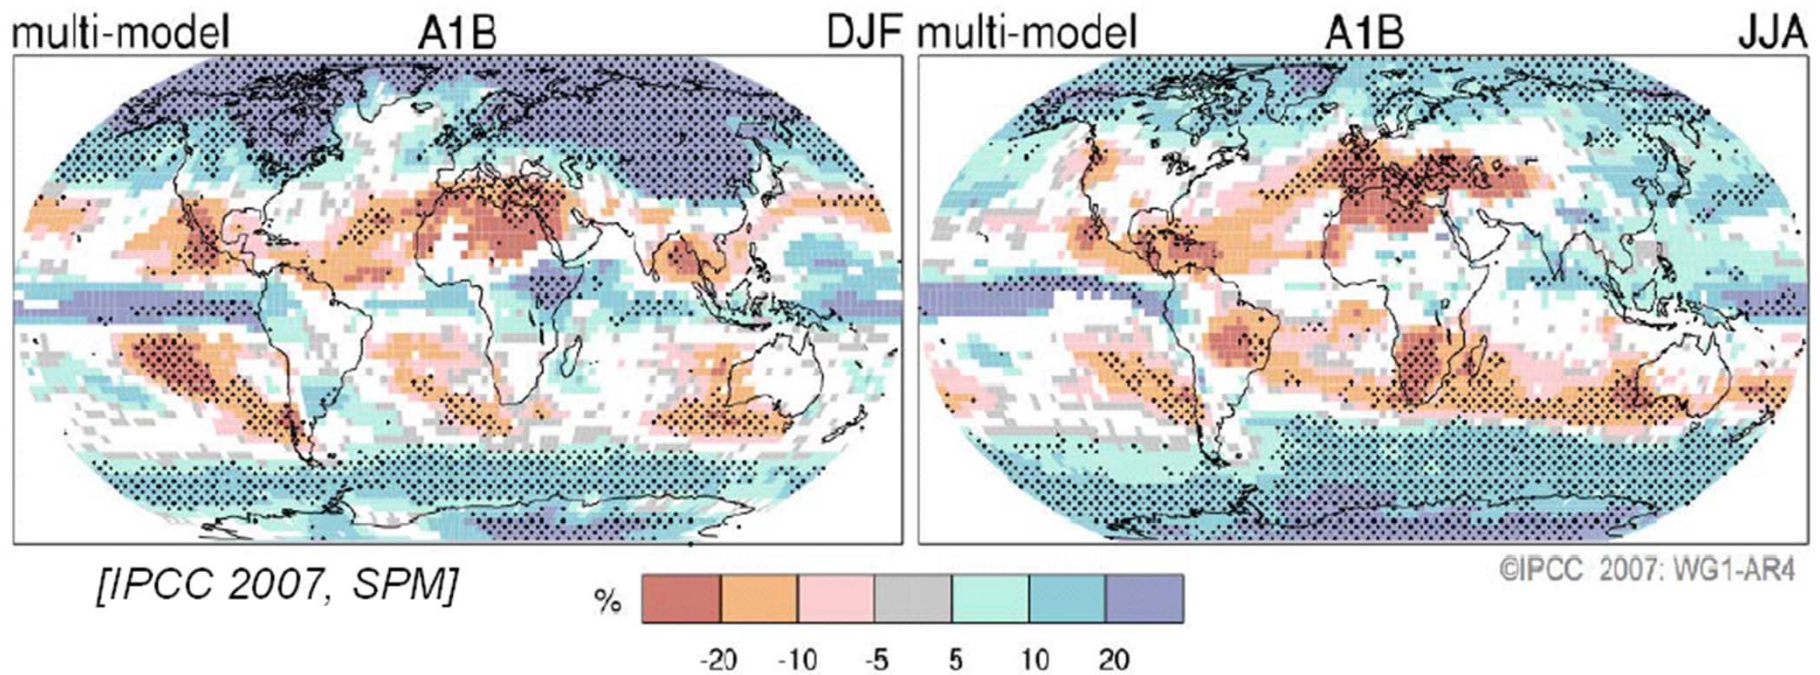 multi-model A1B DJF
multi-model A1B JJA
[IPCC 2007, SPM]
©IPCC 2007: WG1-AR4
%
-20 -10 -5 5 10 20